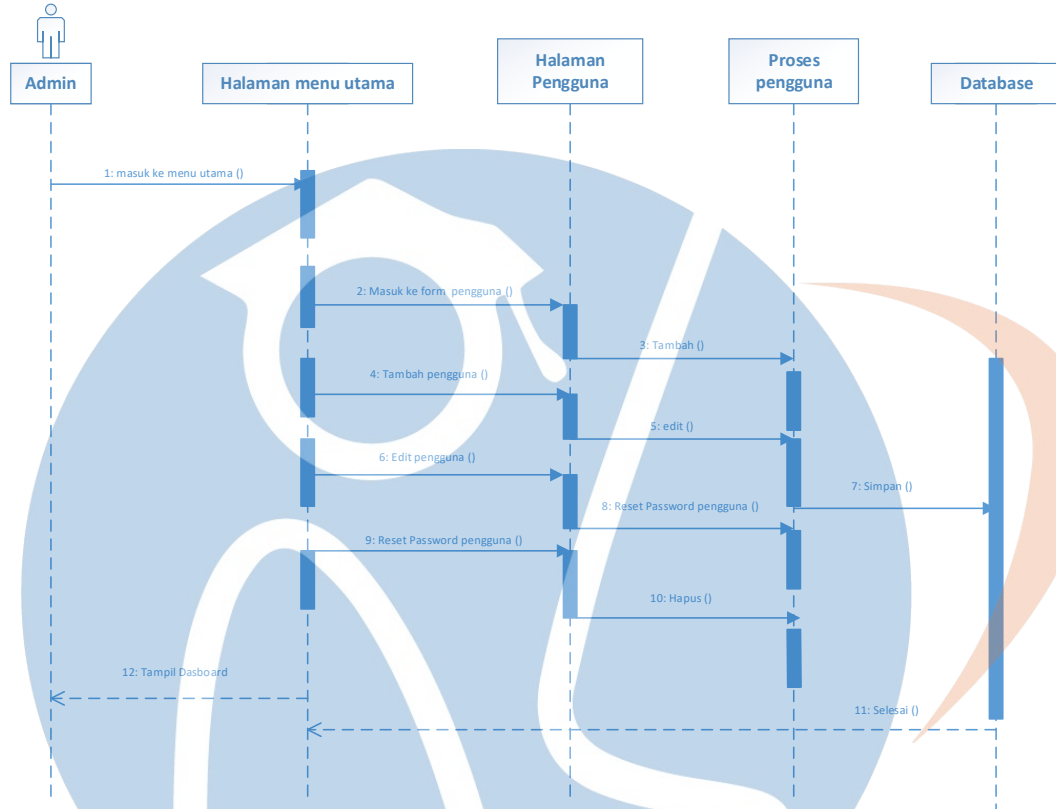 Admin
Halaman menu utama
Halaman
Pengguna
Proses
pengguna
Database
1: masuk ke menu utama ()
2: Masuk ke form pengguna ()
3: Tambah ()
4: Tambah pengguna ()
5: edit ()
6: Edit pengguna ()
7: Simpan ()
8: Reset Password pengguna ()
9: Reset Password pengguna ()
10: Hapus ()
12: Tampil Dasboard
11: Selesai ()